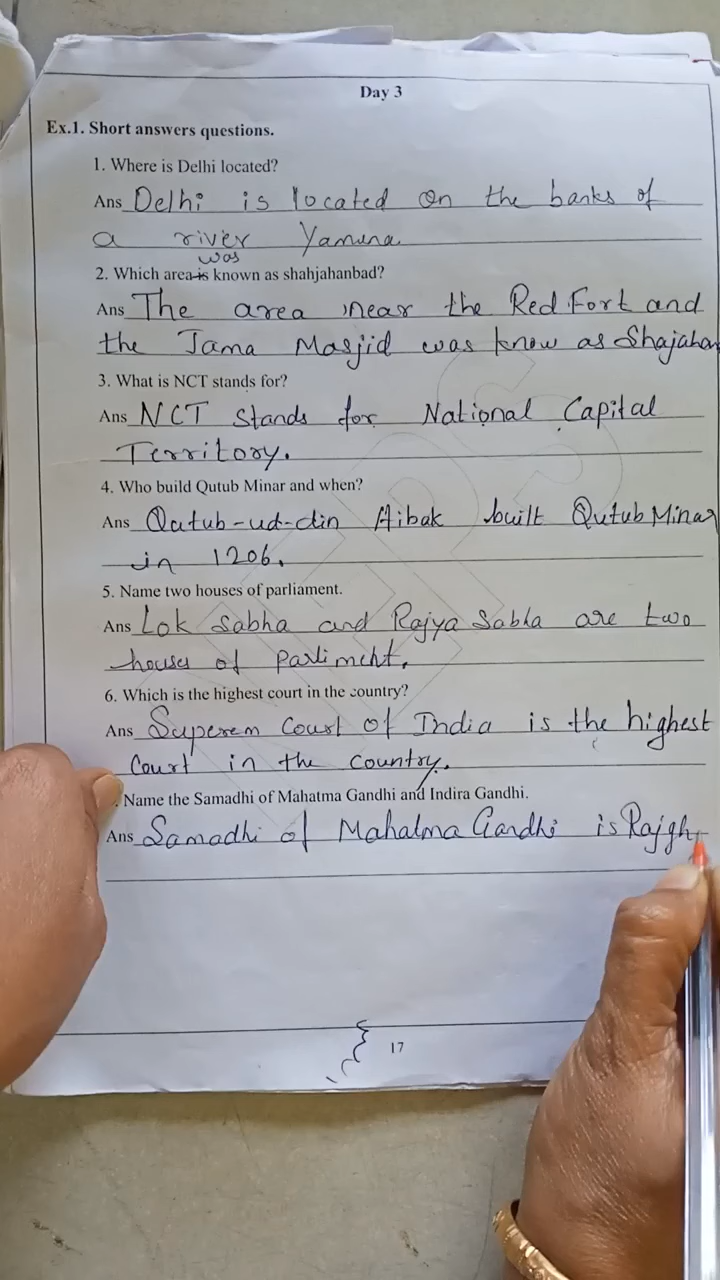 Day 3
Ex.1. Short answers questions.
1. Where is Delhi located?
Ans Delhi is located on the banks of
a river Yamuna
was
2. Which area is known as shahjahanbad?
Ans The area near the Red Fort and
the Jama Masjid was know as Shajahan
3. What is NCT stands for?
Ans NCT stands for National Capital
Territory.
4. Who build Qutub Minar and when?
Ans Qutub-ud-din Aibak built Qutub Minar
in 1206.
5. Name two houses of parliament.
Ans Lok Sabha and Rajya Sabha are two
houses of parliment.
6. Which is the highest court in the country?
Ans Superem Court of India is the highest
Court in the country.
Name the Samadhi of Mahatma Gandhi and Indira Gandhi.
Ans Samadhi of Mahatma Gandhi is Rajgh
17